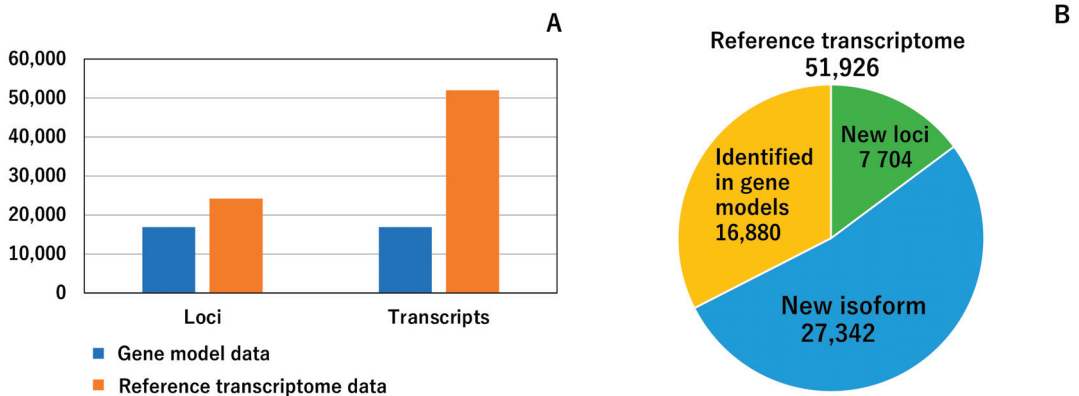 A
60,000
50,000
40,000
30,000
20,000
10,000
0
Loci
Transcripts
Gene model data
Reference transcriptome data
B
Reference transcriptome
51,926
New loci
7 704
Identified
in gene
models
16,880
New isoform
27,342